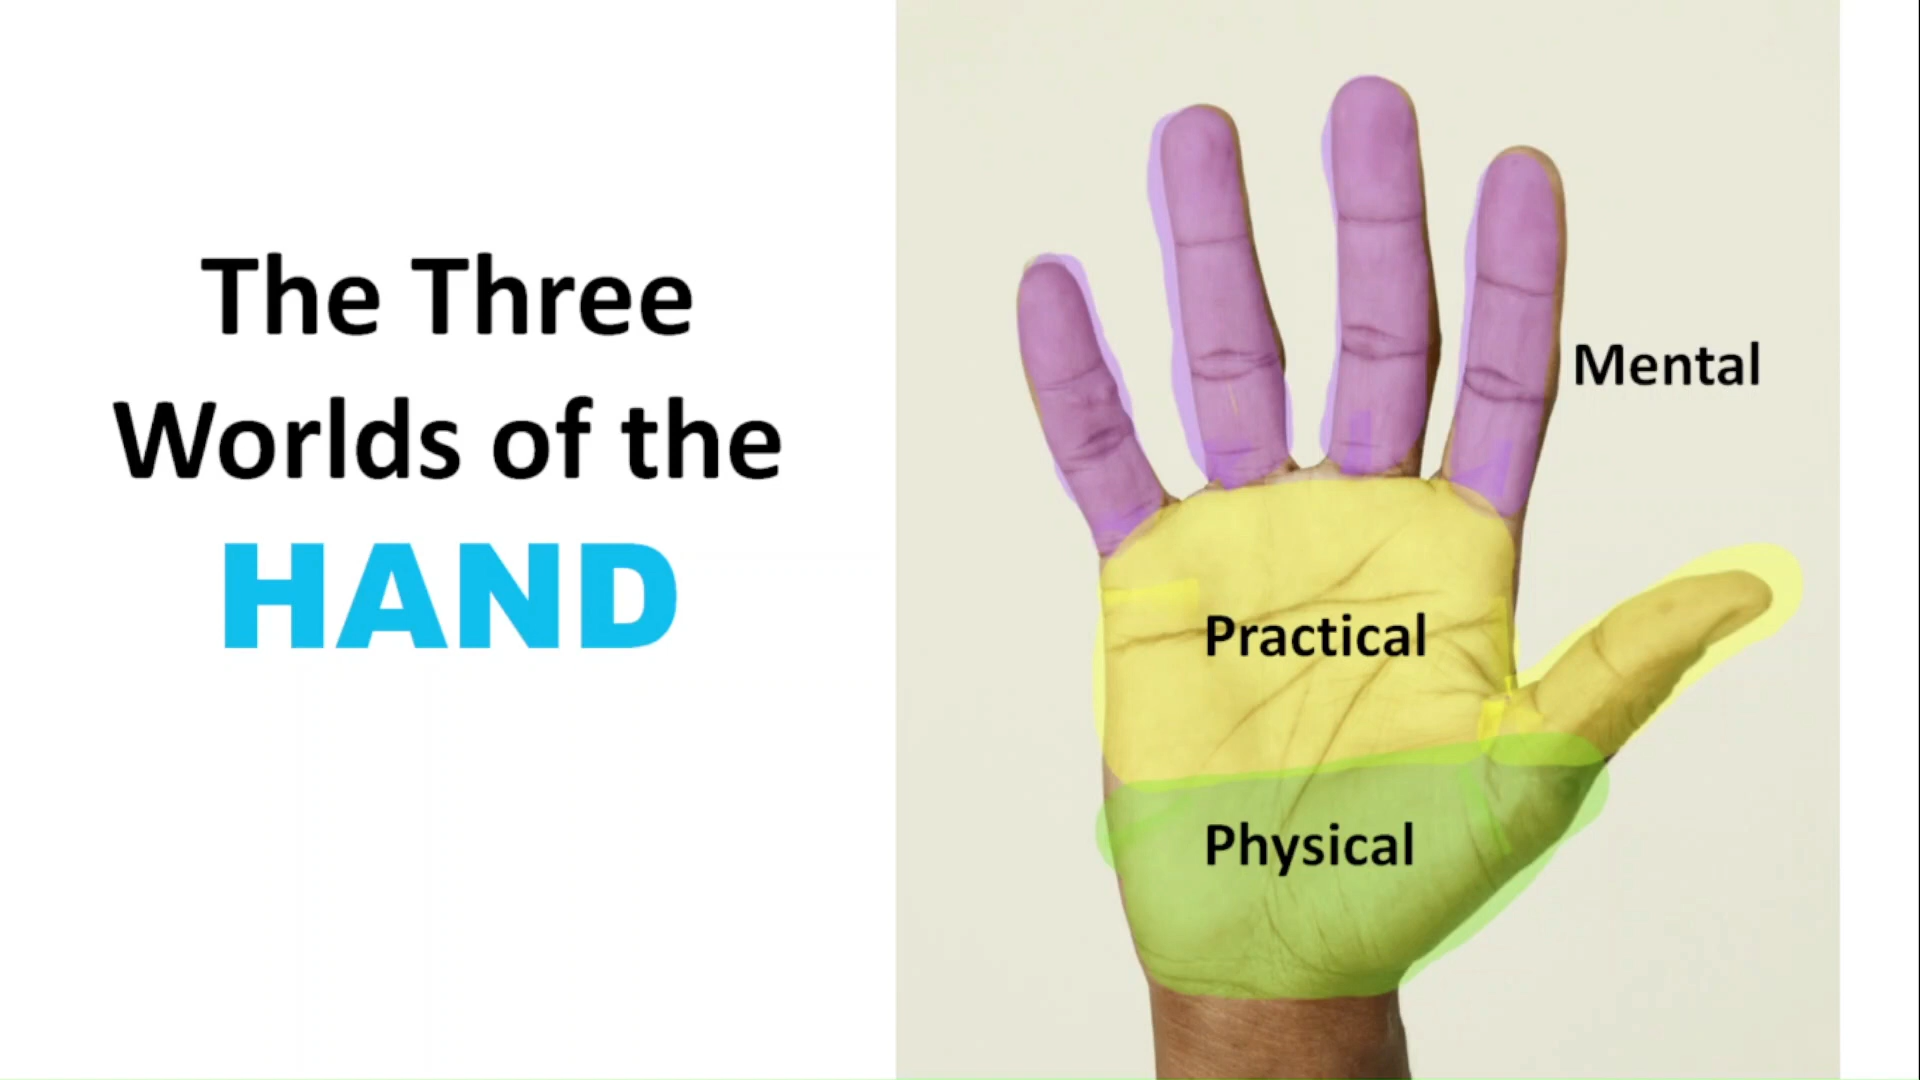 The Three
Worlds of the
HAND
Mental
Practical
Physical